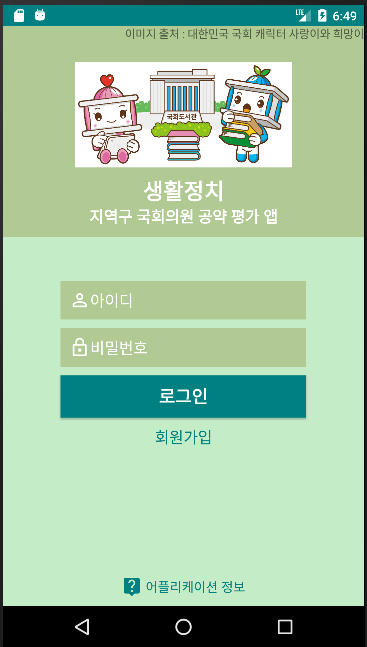 LTE 6:49
이미지 출처 : 대한민국 국회 캐릭터 사랑이와 희망이
국회도서관
생활정치
지역구 국회의원 공약 평가 앱
아이디
비밀번호
로그인
회원가입
어플리케이션 정보